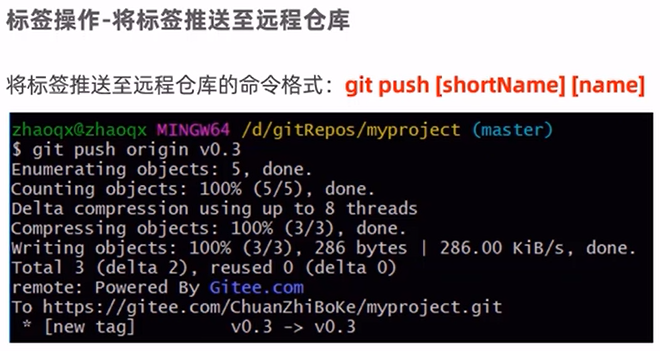 标签操作-将标签推送至远程仓库
将标签推送至远程仓库的命令格式：git push [shortName] [name]
zhaoqx@zhaoqx MINGW64 /d/gitRepos/myproject (master)
$ git push origin v0.3
Enumerating objects: 5, done.
Counting objects: 100% (5/5), done.
Delta compression using up to 8 threads
Compressing objects: 100% (3/3), done.
Writing objects: 100% (3/3), 286 bytes | 286.00 KiB/s, done.
Total 3 (delta 2), reused 0 (delta 0)
remote: Powered By Gitee.com
To https://gitee.com/ChuanZhiBoKe/myproject.git
 * [new tag]         v0.3 -> v0.3